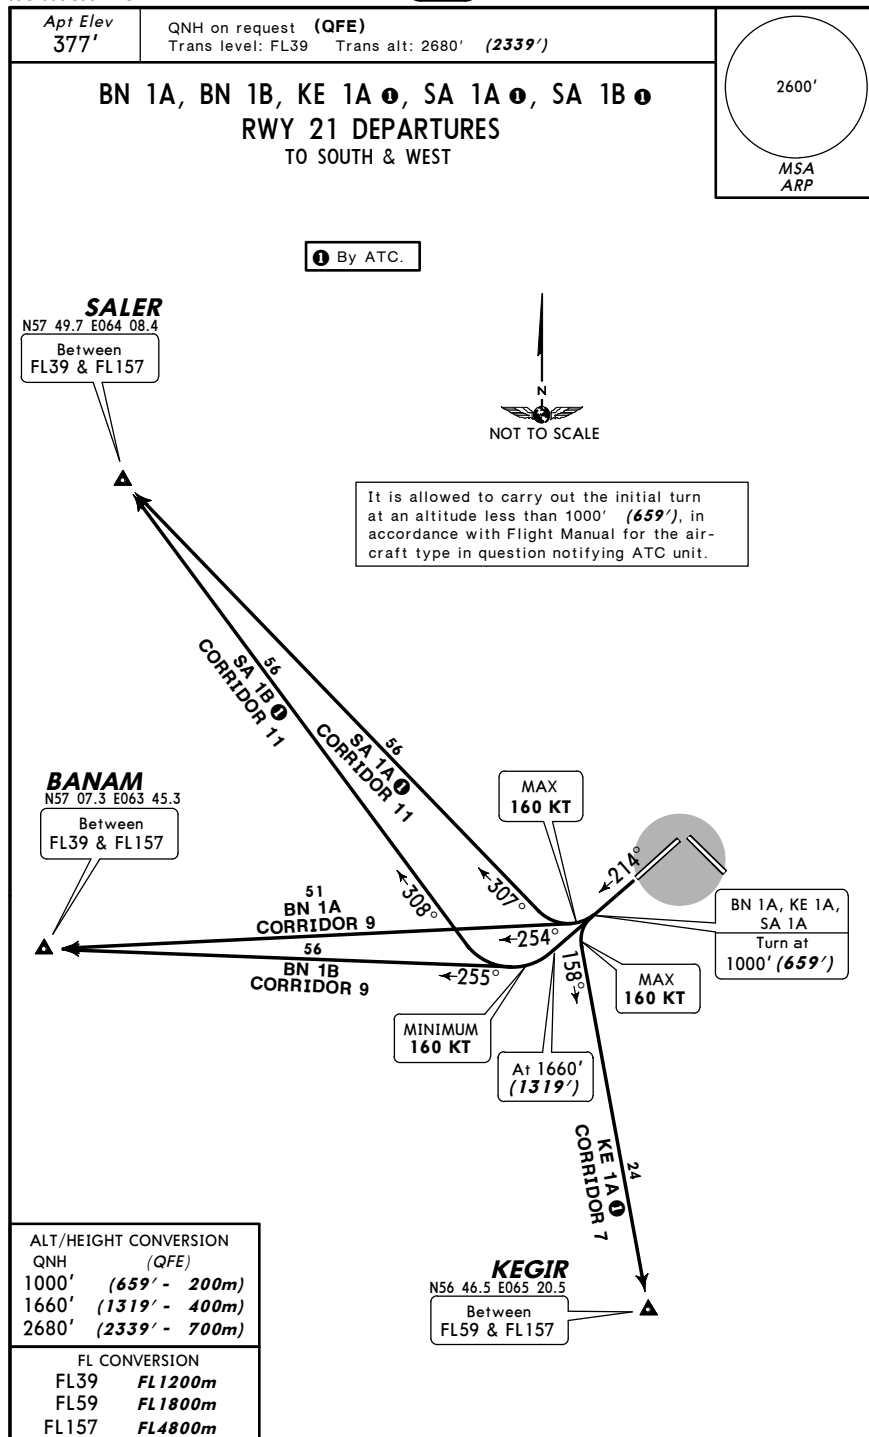 Apt Elev
377'
QNH on request (QFE)
Trans level: FL39 Trans alt: 2680' (2339')
BN 1A, BN 1B, KE 1A ❶, SA 1A ❶, SA 1B ❶
RWY 21 DEPARTURES
TO SOUTH & WEST
2600'
MSA
ARP
❶ By ATC.
SALER
N57 49.7 E064 08.4
Between
FL39 & FL157
N
NOT TO SCALE
It is allowed to carry out the initial turn
at an altitude less than 1000' (659'), in
accordance with Flight Manual for the air-
craft type in question notifying ATC unit.
56
SA 1B ❶
CORRIDOR 11
56
SA 1A ❶
CORRIDOR 11
BANAM
N57 07.3 E063 45.3
Between
FL39 & FL157
MAX
160 KT
214°
307°
308°
51
BN 1A
CORRIDOR 9
254°
56
BN 1B
CORRIDOR 9
255°
158°
BN 1A, KE 1A,
SA 1A
Turn at
1000' (659')
MAX
160 KT
MINIMUM
160 KT
At 1660'
(1319')
24
KE 1A ❶
CORRIDOR 7
KEGIR
N56 46.5 E065 20.5
Between
FL59 & FL157
ALT/HEIGHT CONVERSION
QNH (QFE)
1000' (659' - 200m)
1660' (1319' - 400m)
2680' (2339' - 700m)
FL CONVERSION
FL39 FL1200m
FL59 FL1800m
FL157 FL4800m